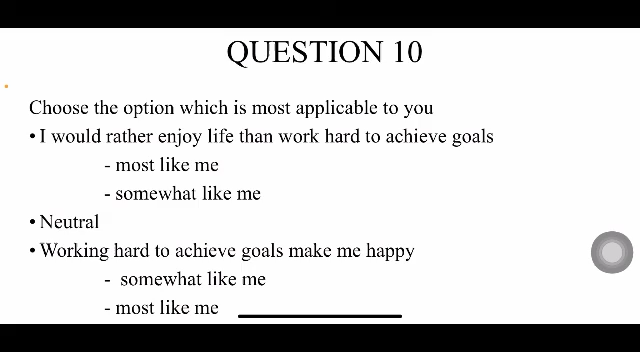 QUESTION 10
Choose the option which is most applicable to you
• I would rather enjoy life than work hard to achieve goals
- most like me
- somewhat like me
• Neutral
• Working hard to achieve goals make me happy
- somewhat like me
- most like me